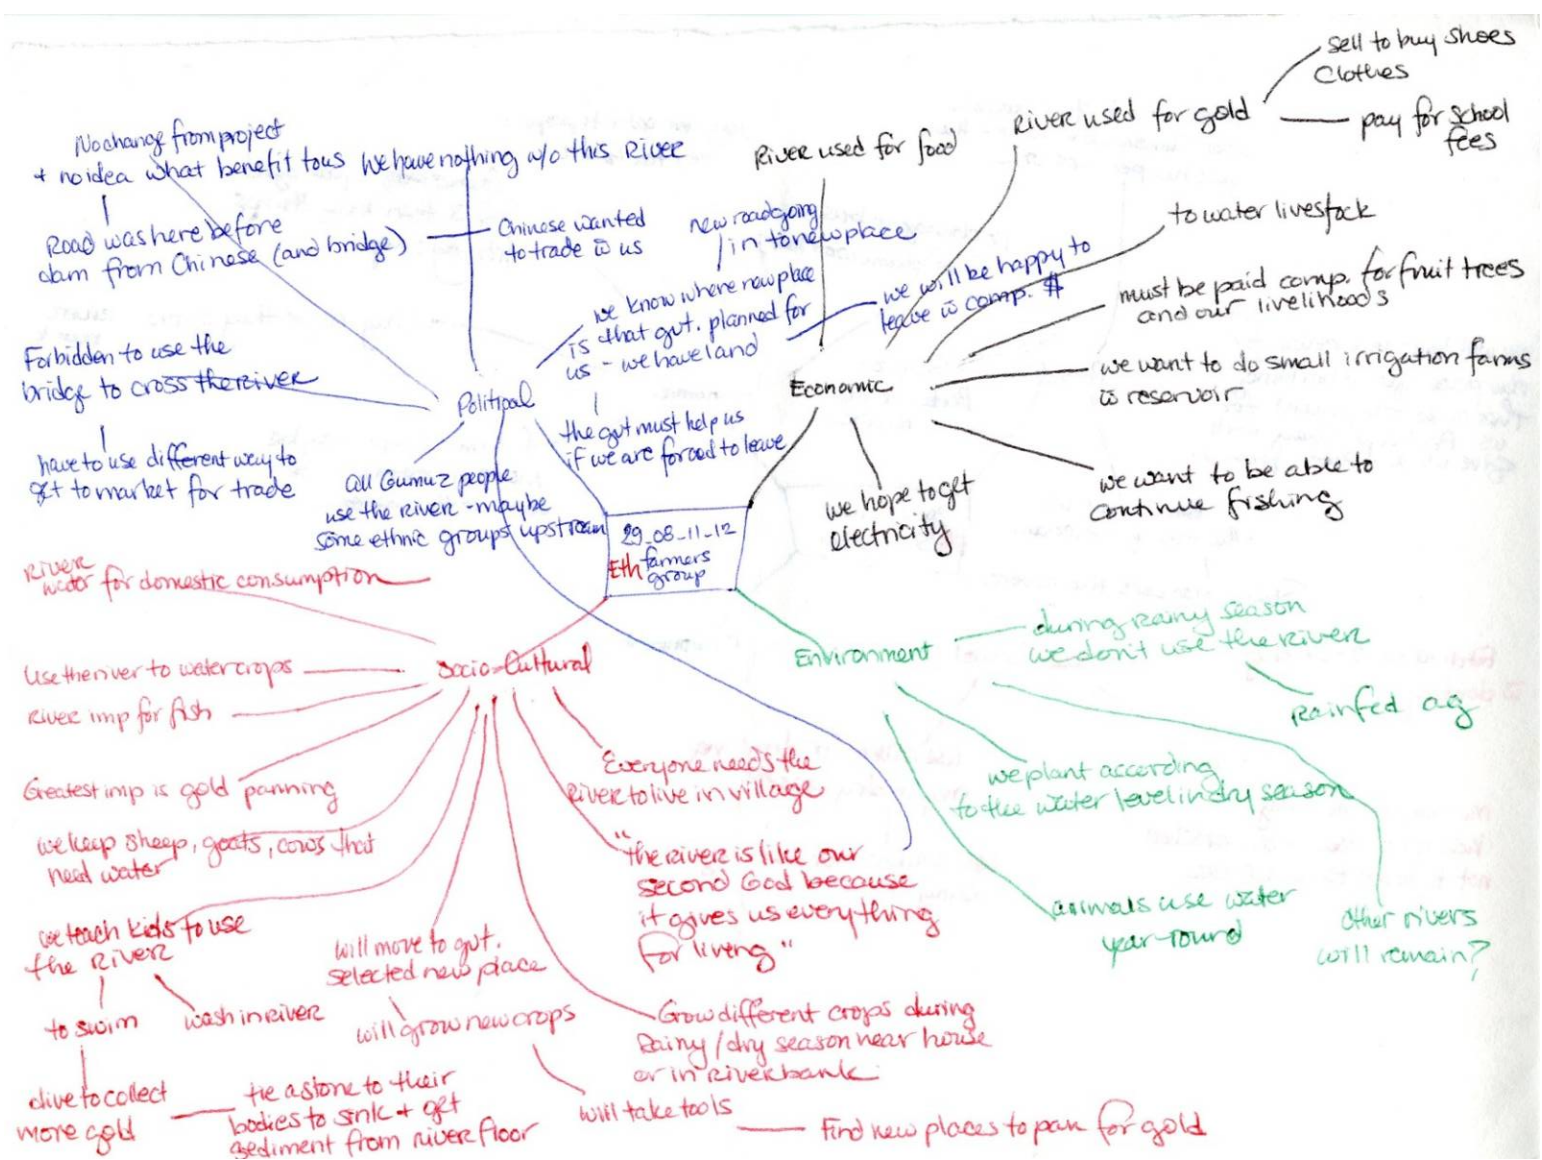 sell to buy shoes
Clothes
River used for gold
pay for school
fees
River used for food
No change from project
+ no idea what benefit to us
we have nothing w/o this River
Road was here before
dam from Chinese (and bridge)
Chinese wanted
to trade w̄ us
new road going
in to new place
we know where new place
is that gvt. planned for
us - we have land
we will be happy to
leave w̄ comp. $
the gvt must help us
if we are forced to leave
to water livestock
must be paid comp. for fruit trees
and our livelihoods
we want to do small irrigation farms
w̄ reservoir
we want to be able to
continue fishing
we hope to get
electricity
Economic
Forbidden to use the
bridge to cross the river
have to use different way to
get to market for trade
Political
all Gumuz people
use the river - maybe
some ethnic groups upstream
29-08-11-12
Eth farmers
group
River
water for domestic consumption
Use the river to water crops
River imp for fish
Socio-Cultural
Greatest imp is gold panning
we keep sheep, goats, cows that
need water
we teach kids to use
the River
to swim
wash in river
dive to collect
more gold
tie a stone to their
bodies to sink + get
sediment from river floor
will move to gvt.
selected new place
will grow new crops
will take tools
Find new places to pan for gold
Everyone needs the
River to live in village
"the river is like our
second God because
it gives us everything
for living"
Grow different crops during
Rainy/dry season near house
or in riverbank
Environment
during rainy season
we don't use the river
Rainfed ag
we plant according
to the water level in dry season
animals use water
year-round
other rivers
will remain?